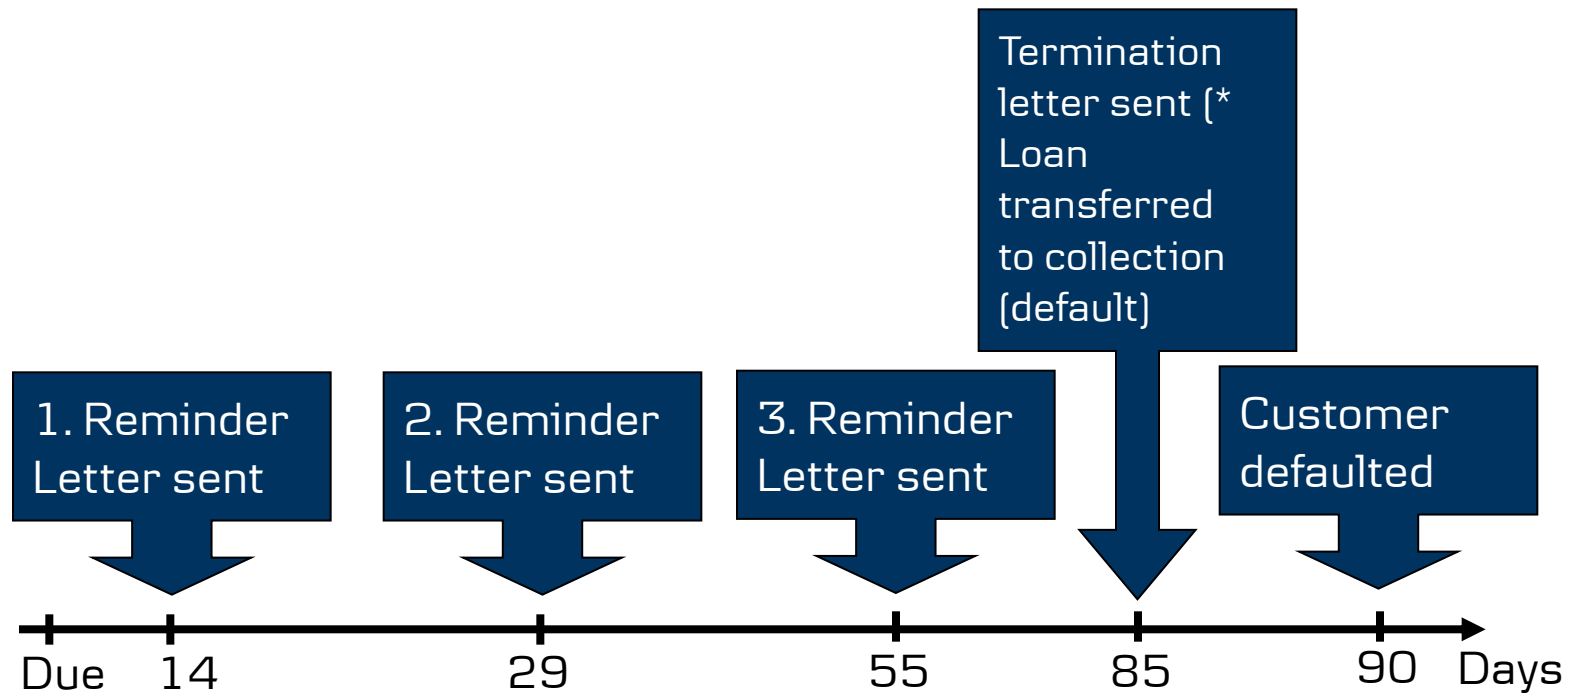 Termination
letter sent (*
Loan
transferred
to collection
(default)
1. Reminder
Letter sent
2. Reminder
Letter sent
3. Reminder
Letter sent
Customer
defaulted
Due 14 29 55 85 90 Days